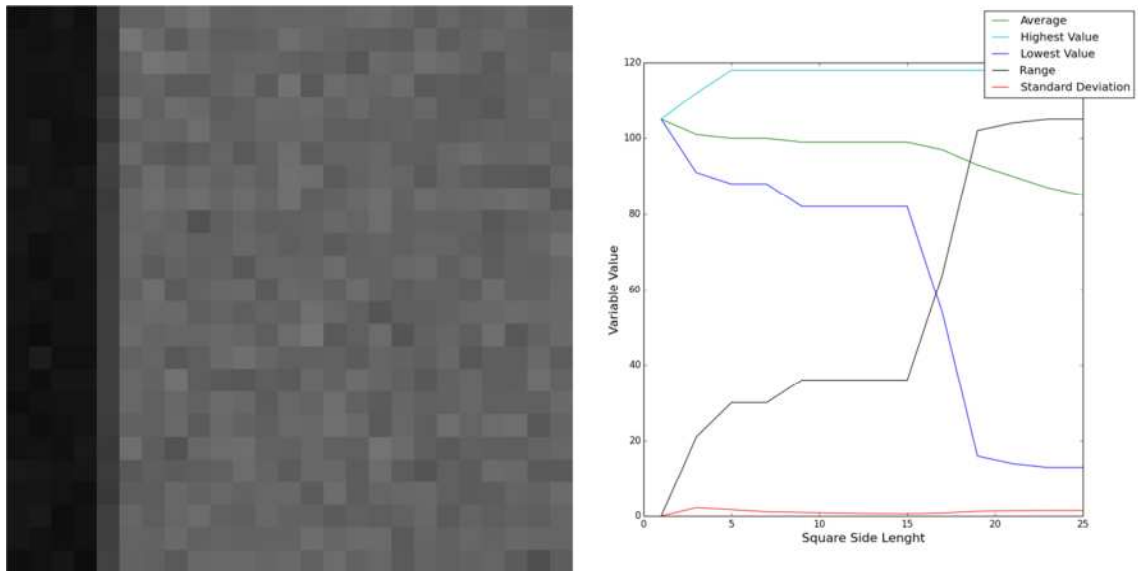 Average
Highest Value
Lowest Value
Range
Standard Deviation
120
100
80
60
40
20
0
Variable Value
0 5 10 15 20 25
Square Side Lenght